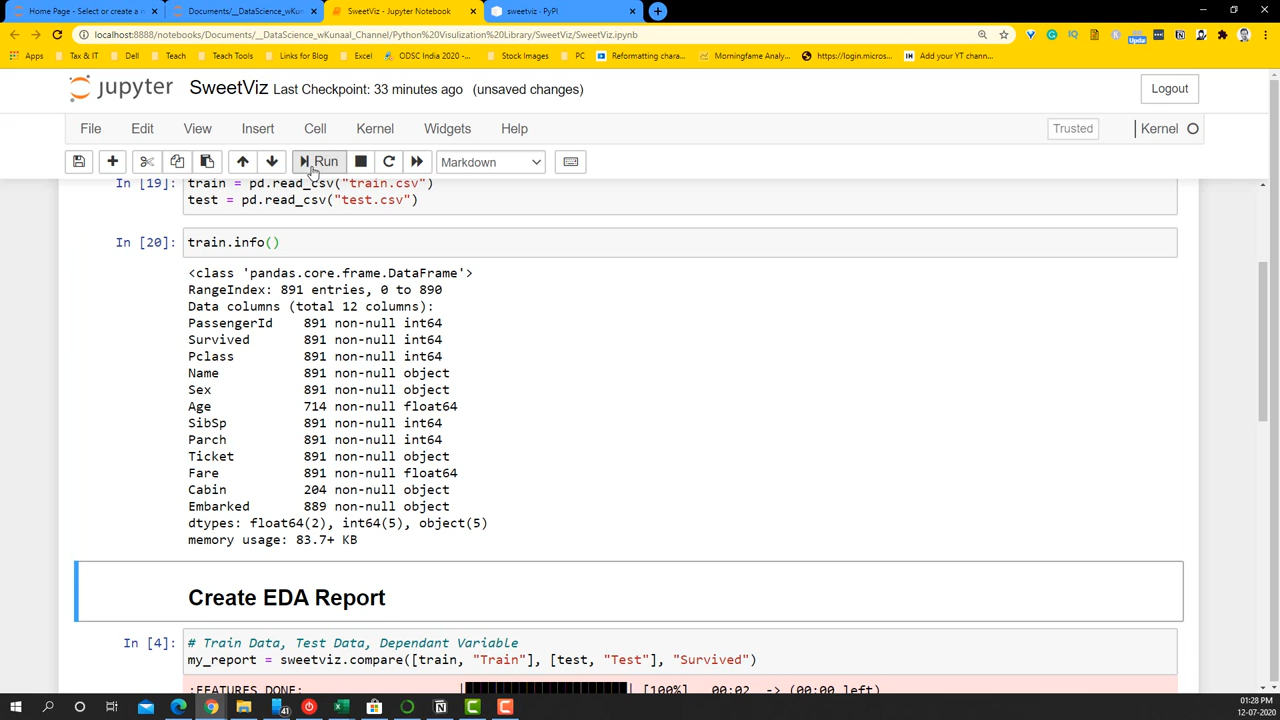 Home Page - Select or create a n
Documents/__DataScience_wKun
SweetViz - Jupyter Notebook
sweetviz · PyPI
localhost:8888/notebooks/Documents/__DataScience_wKunaal_Channel/Python%20Visulization%20Library/SweetViz/SweetViz.ipynb
Apps
Tax & IT
Dell
Teach
Teach Tools
Links for Blog
Excel
ODSC India 2020 -...
Stock Images
PC
Reformatting chara...
Morningfame Analy...
https://login.micros...
Add your YT chann...
jupyter SweetViz Last Checkpoint: 33 minutes ago (unsaved changes)
Logout
File Edit View Insert Cell Kernel Widgets Help
Trusted
Kernel
Run
Markdown
In [19]: train = pd.read_csv("train.csv")
test = pd.read_csv("test.csv")
In [20]: train.info()
<class 'pandas.core.frame.DataFrame'>
RangeIndex: 891 entries, 0 to 890
Data columns (total 12 columns):
PassengerId 891 non-null int64
Survived 891 non-null int64
Pclass 891 non-null int64
Name 891 non-null object
Sex 891 non-null object
Age 714 non-null float64
SibSp 891 non-null int64
Parch 891 non-null int64
Ticket 891 non-null object
Fare 891 non-null float64
Cabin 204 non-null object
Embarked 889 non-null object
dtypes: float64(2), int64(5), object(5)
memory usage: 83.7+ KB
Create EDA Report
In [4]: # Train Data, Test Data, Dependant Variable
my_report = sweetviz.compare([train, "Train"], [test, "Test"], "Survived")
:FEATURES DONE: [100%] 00:02 -> (00:00 left)
01:28 PM
12-07-2020